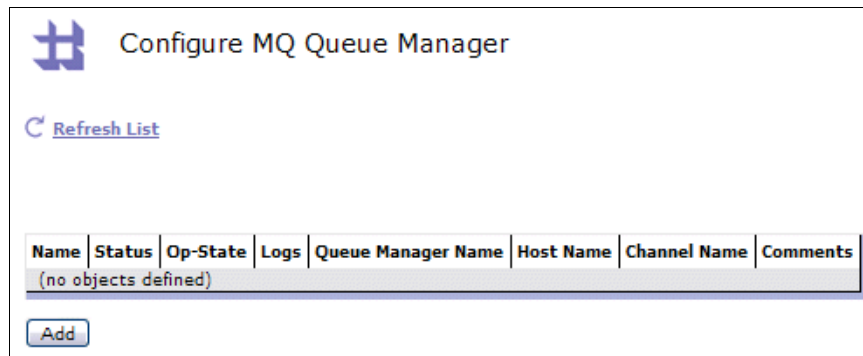 Configure MQ Queue Manager
Refresh List
Name Status Op-State Logs Queue Manager Name Host Name Channel Name Comments
(no objects defined)
Add